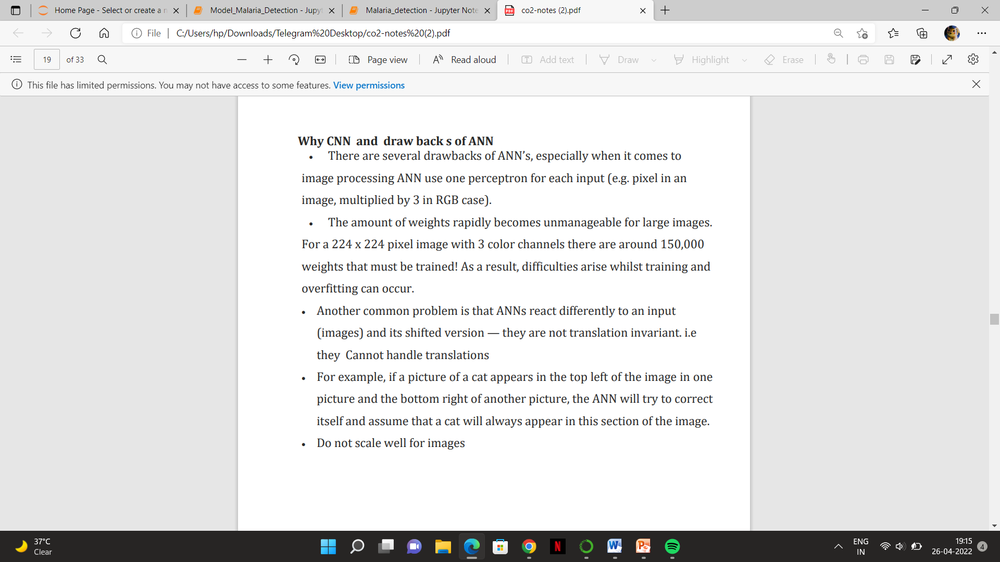 Home Page - Select or create a n
Model_Malaria_Detection - Jupyt
Malaria_detection - Jupyter Note
co2-notes (2).pdf
File
C:/Users/hp/Downloads/Telegram%20Desktop/co2-notes%20(2).pdf
19 of 33
Page view
Read aloud
Add text
Draw
Highlight
Erase
This file has limited permissions. You may not have access to some features. View permissions
Why CNN  and  draw back s of ANN
• There are several drawbacks of ANN’s, especially when it comes to
image processing ANN use one perceptron for each input (e.g. pixel in an
image, multiplied by 3 in RGB case).
• The amount of weights rapidly becomes unmanageable for large images.
For a 224 x 224 pixel image with 3 color channels there are around 150,000
weights that must be trained! As a result, difficulties arise whilst training and
overfitting can occur.
• Another common problem is that ANNs react differently to an input
(images) and its shifted version — they are not translation invariant. i.e
they  Cannot handle translations
• For example, if a picture of a cat appears in the top left of the image in one
picture and the bottom right of another picture, the ANN will try to correct
itself and assume that a cat will always appear in this section of the image.
• Do not scale well for images
37°C
Clear
ENG
IN
19:15
26-04-2022
4